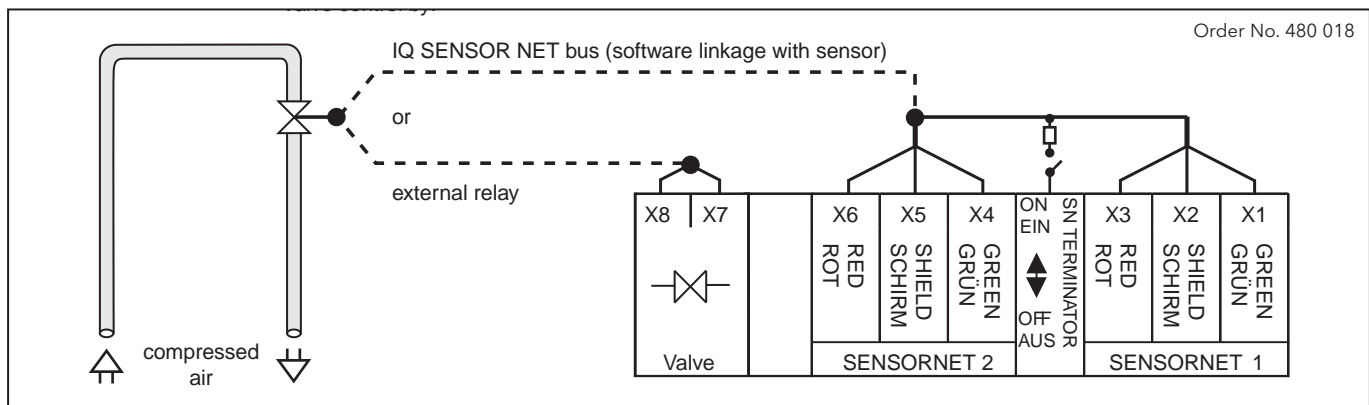 Order No. 480 018
IQ SENSOR NET bus (software linkage with sensor)
or
external relay
compressed
air
X8
X7
Valve
X6
RED
ROT
X5
SHIELD
SCHIRM
X4
GREEN
GRÜN
SENSORNET 2
ON
EIN
OFF
AUS
SN TERMINATOR
X3
RED
ROT
X2
SHIELD
SCHIRM
X1
GREEN
GRÜN
SENSORNET 1